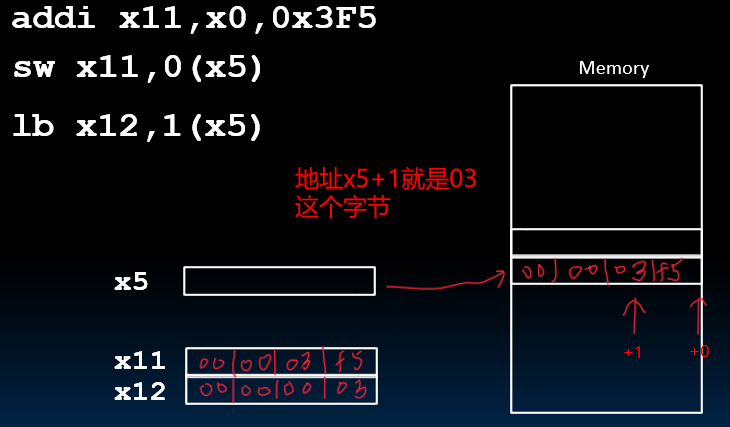 addi x11,x0,0x3F5
sw x11,0(x5)
lb x12,1(x5)
Memory
地址x5+1就是03
这个字节
00|00|03|f5
x5
+1
+0
x11 00|00|03|f5
x12 00|00|00|03